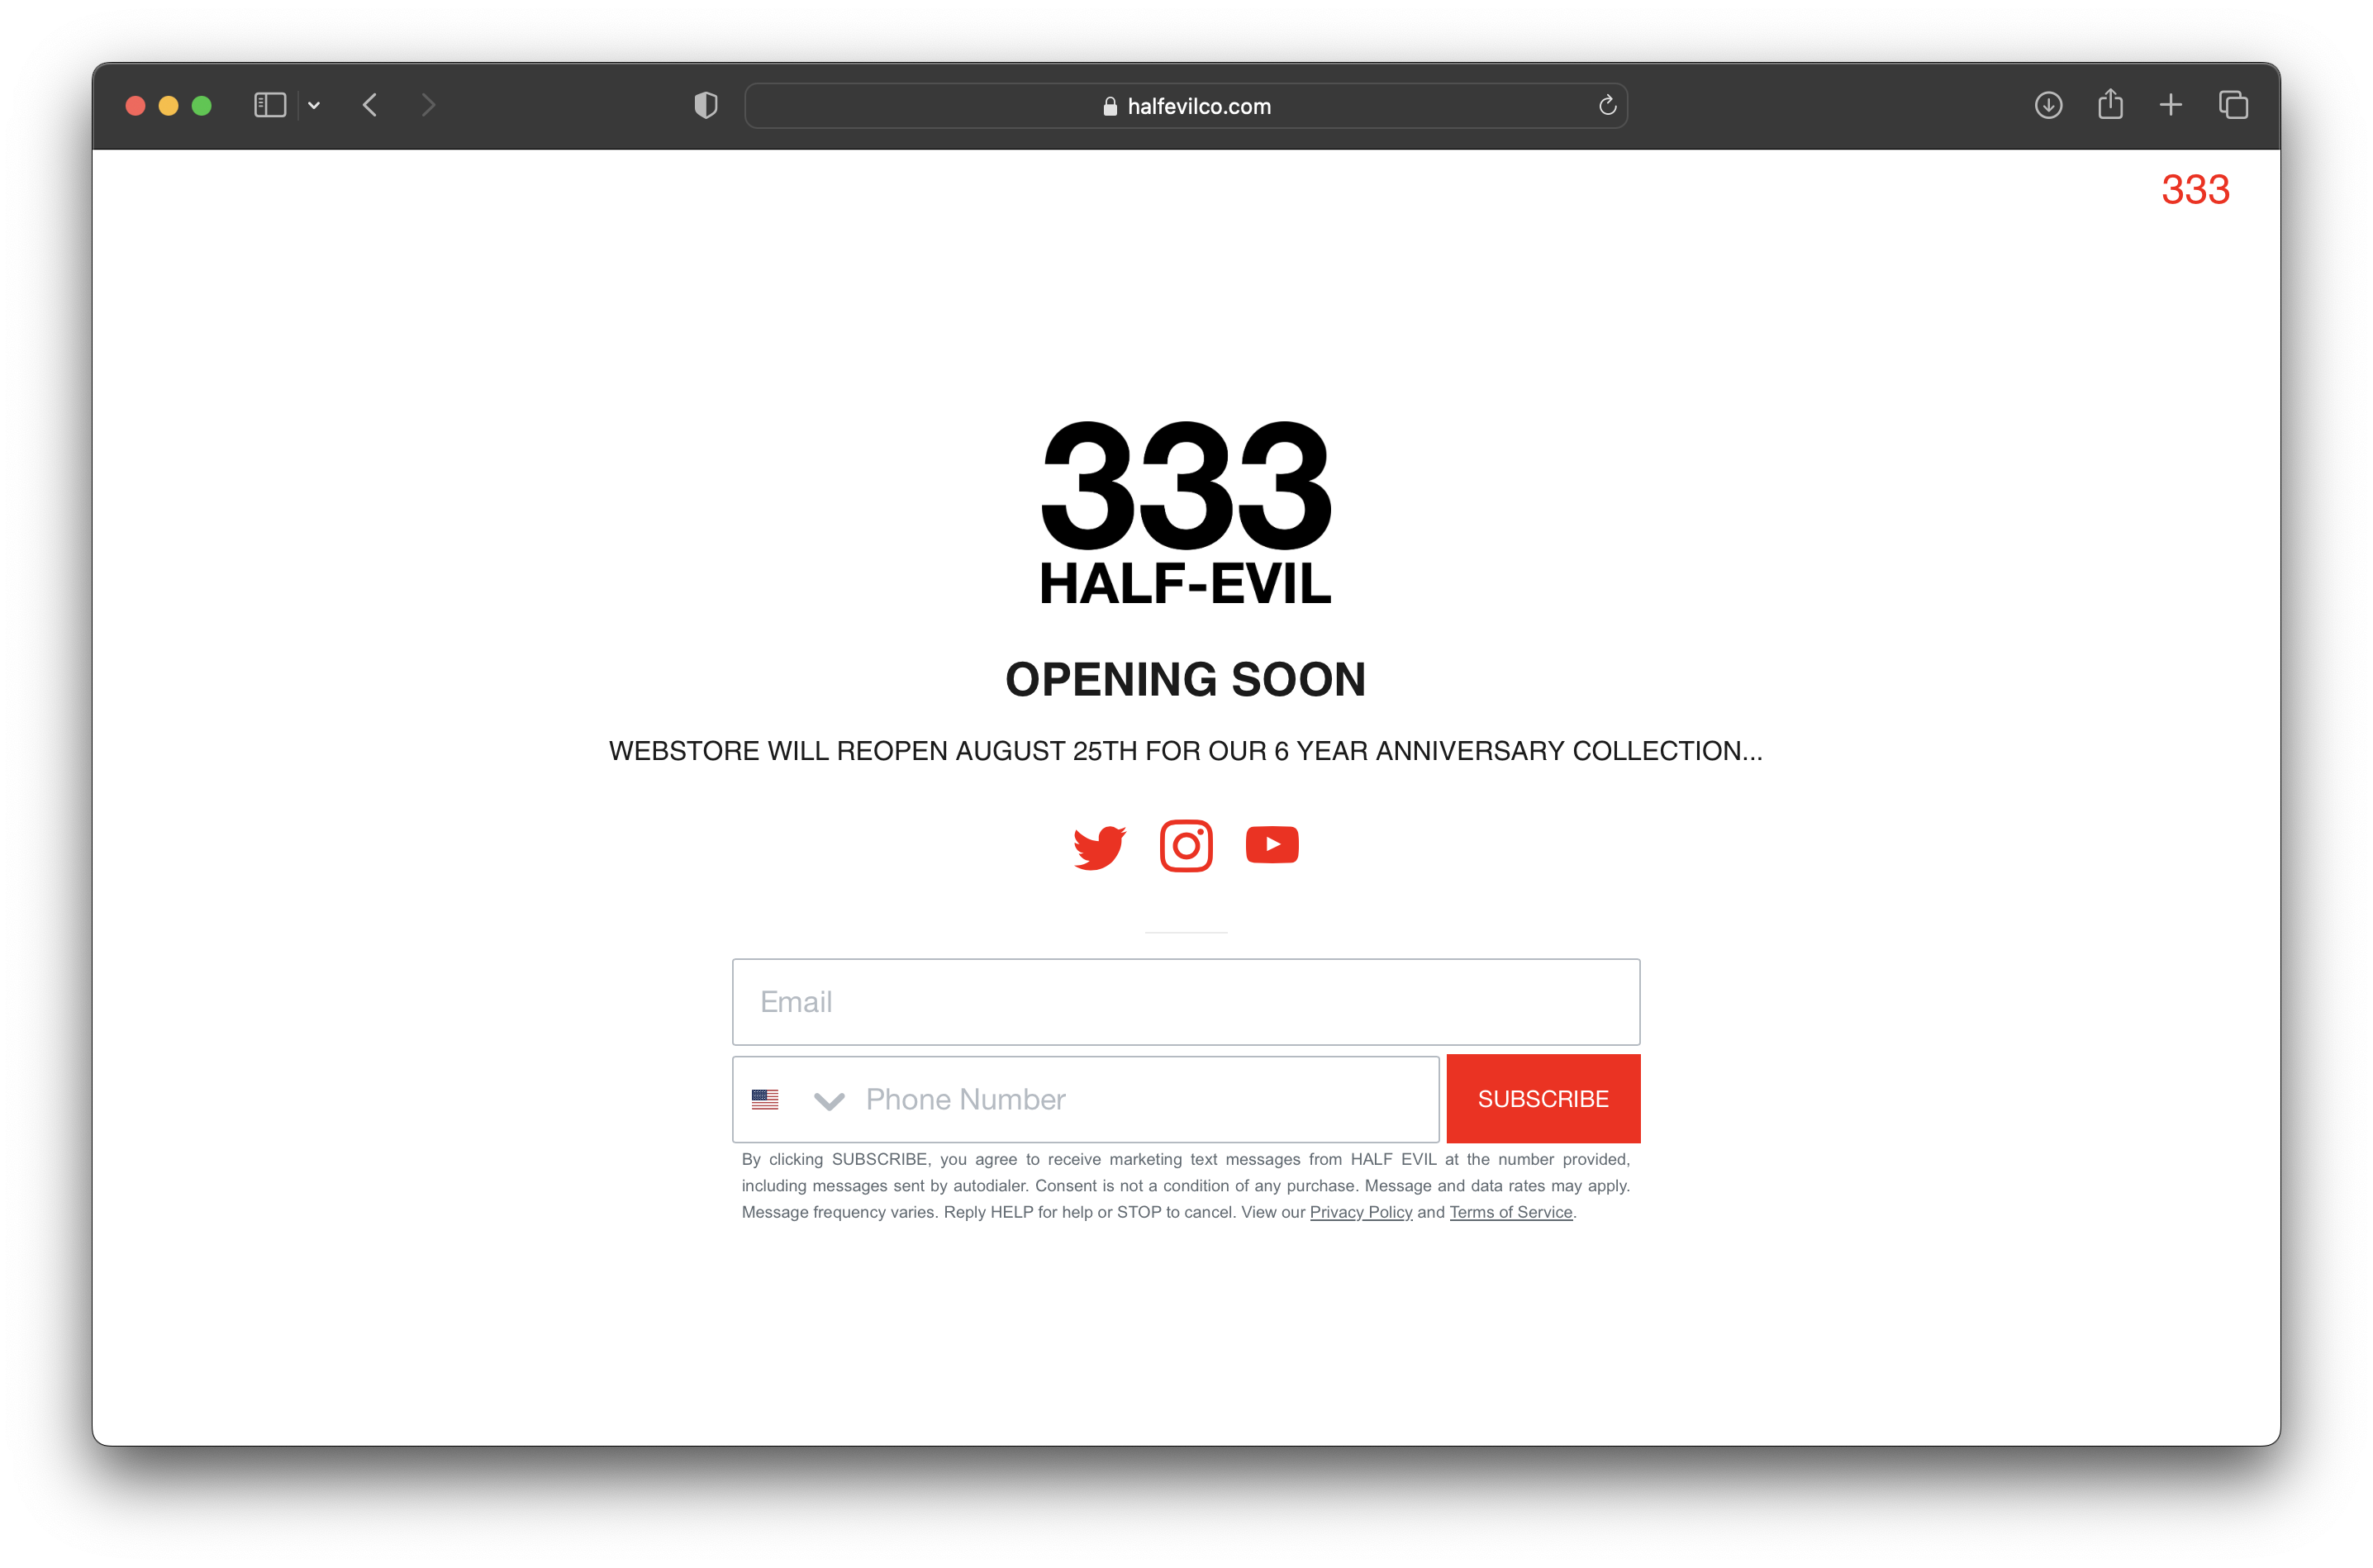 halfevilco.com
333
333
HALF-EVIL
OPENING SOON
WEBSTORE WILL REOPEN AUGUST 25TH FOR OUR 6 YEAR ANNIVERSARY COLLECTION...
Email
Phone Number
SUBSCRIBE
By clicking SUBSCRIBE, you agree to receive marketing text messages from HALF EVIL at the number provided,
including messages sent by autodialer. Consent is not a condition of any purchase. Message and data rates may apply.
Message frequency varies. Reply HELP for help or STOP to cancel. View our Privacy Policy and Terms of Service.